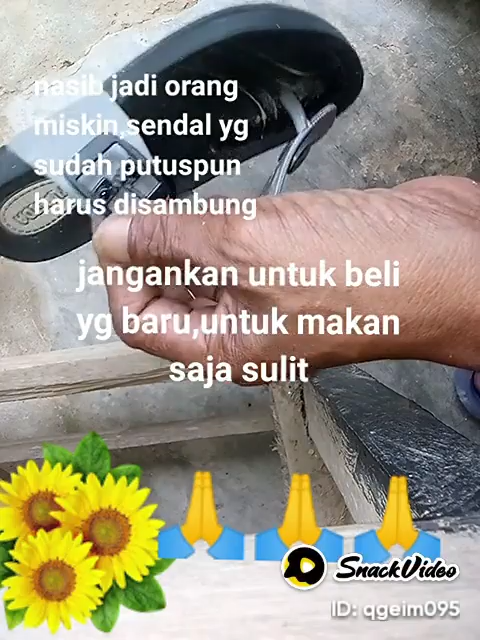 nasib jadi orang
miskin,sendal yg
sudah putuspun
harus disambung
jangankan untuk beli
yg baru,untuk makan
saja sulit
SnackVideo
ID: qgeim095